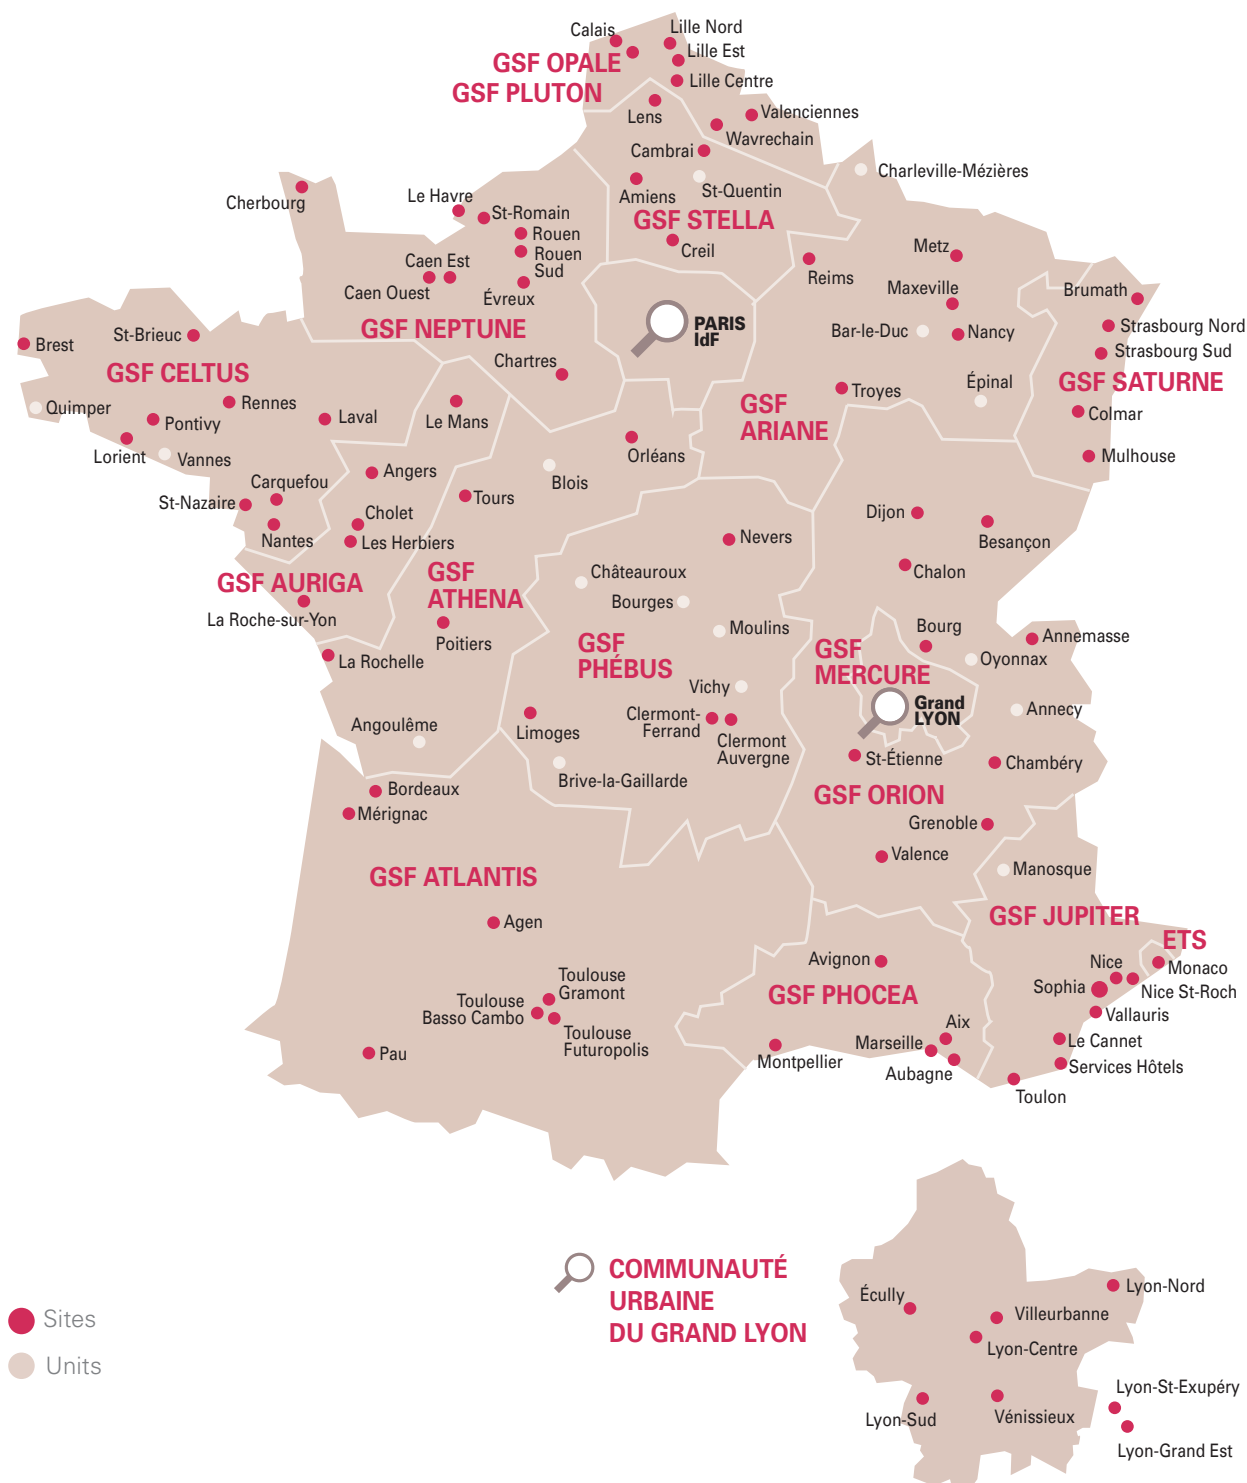 Calais
Lille Nord
Lille Est
GSF OPALE
GSF PLUTON
Lille Centre
Lens
Valenciennes
Wavrechain
Cambrai
Charleville-Mézières
St-Quentin
Amiens
Cherbourg
Le Havre
St-Romain
GSF STELLA
Rouen
Creil
Rouen
Sud
Metz
Reims
Caen Est
Caen Ouest
Évreux
Maxeville
Brumath
GSF NEPTUNE
PARIS
IdF
Bar-le-Duc
Nancy
Strasbourg Nord
St-Brieuc
Brest
Strasbourg Sud
Chartres
GSF CELTUS
Épinal
GSF SATURNE
Troyes
Quimper
Rennes
Pontivy
Laval
Le Mans
GSF
ARIANE
Colmar
Lorient
Vannes
Orléans
Mulhouse
Angers
Blois
Carquefou
St-Nazaire
Tours
Nantes
Cholet
Les Herbiers
Dijon
Besançon
Nevers
Chalon
GSF AURIGA
GSF
ATHENA
Châteauroux
Bourges
La Roche-sur-Yon
Poitiers
Moulins
Bourg
Annemasse
GSF
PHÉBUS
GSF
MERCURE
Oyonnax
La Rochelle
Vichy
Grand
LYON
Annecy
Angoulême
Limoges
Clermont-
Ferrand
Clermont
Auvergne
St-Étienne
Chambéry
Brive-la-Gaillarde
Bordeaux
Mérignac
GSF ORION
Grenoble
Valence
Manosque
GSF ATLANTIS
GSF JUPITER
Agen
ETS
Avignon
Nice
Monaco
Toulouse
Gramont
GSF PHOCEA
Sophia
Nice St-Roch
Toulouse
Basso Cambo
Vallauris
Toulouse
Futuropolis
Aix
Marseille
Le Cannet
Pau
Montpellier
Aubagne
Services Hôtels
Toulon
COMMUNAUTÉ
URBAINE
DU GRAND LYON
Sites
Units
Écully
Lyon-Nord
Villeurbanne
Lyon-Centre
Lyon-St-Exupéry
Lyon-Sud
Vénissieux
Lyon-Grand Est